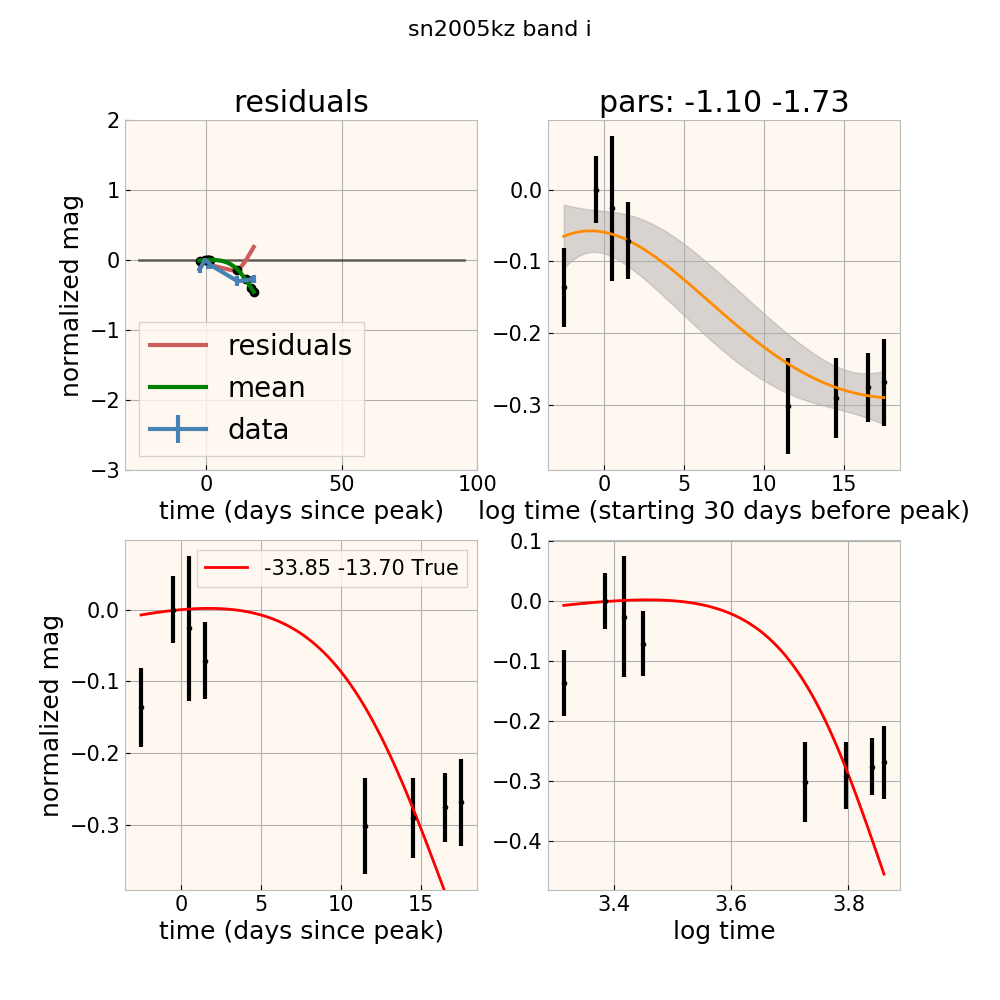 sn2005kz band i
residuals
pars: -1.10 -1.73
normalized mag
2
1
0
−1
−2
−3
residuals
mean
data
0
50
100
time (days since peak)
0.0
−0.1
−0.2
−0.3
0
5
10
15
log time (starting 30 days before peak)
normalized mag
0.0
−0.1
−0.2
−0.3
-33.85 -13.70 True
0
5
10
15
time (days since peak)
0.1
0.0
−0.1
−0.2
−0.3
−0.4
3.4
3.6
3.8
log time